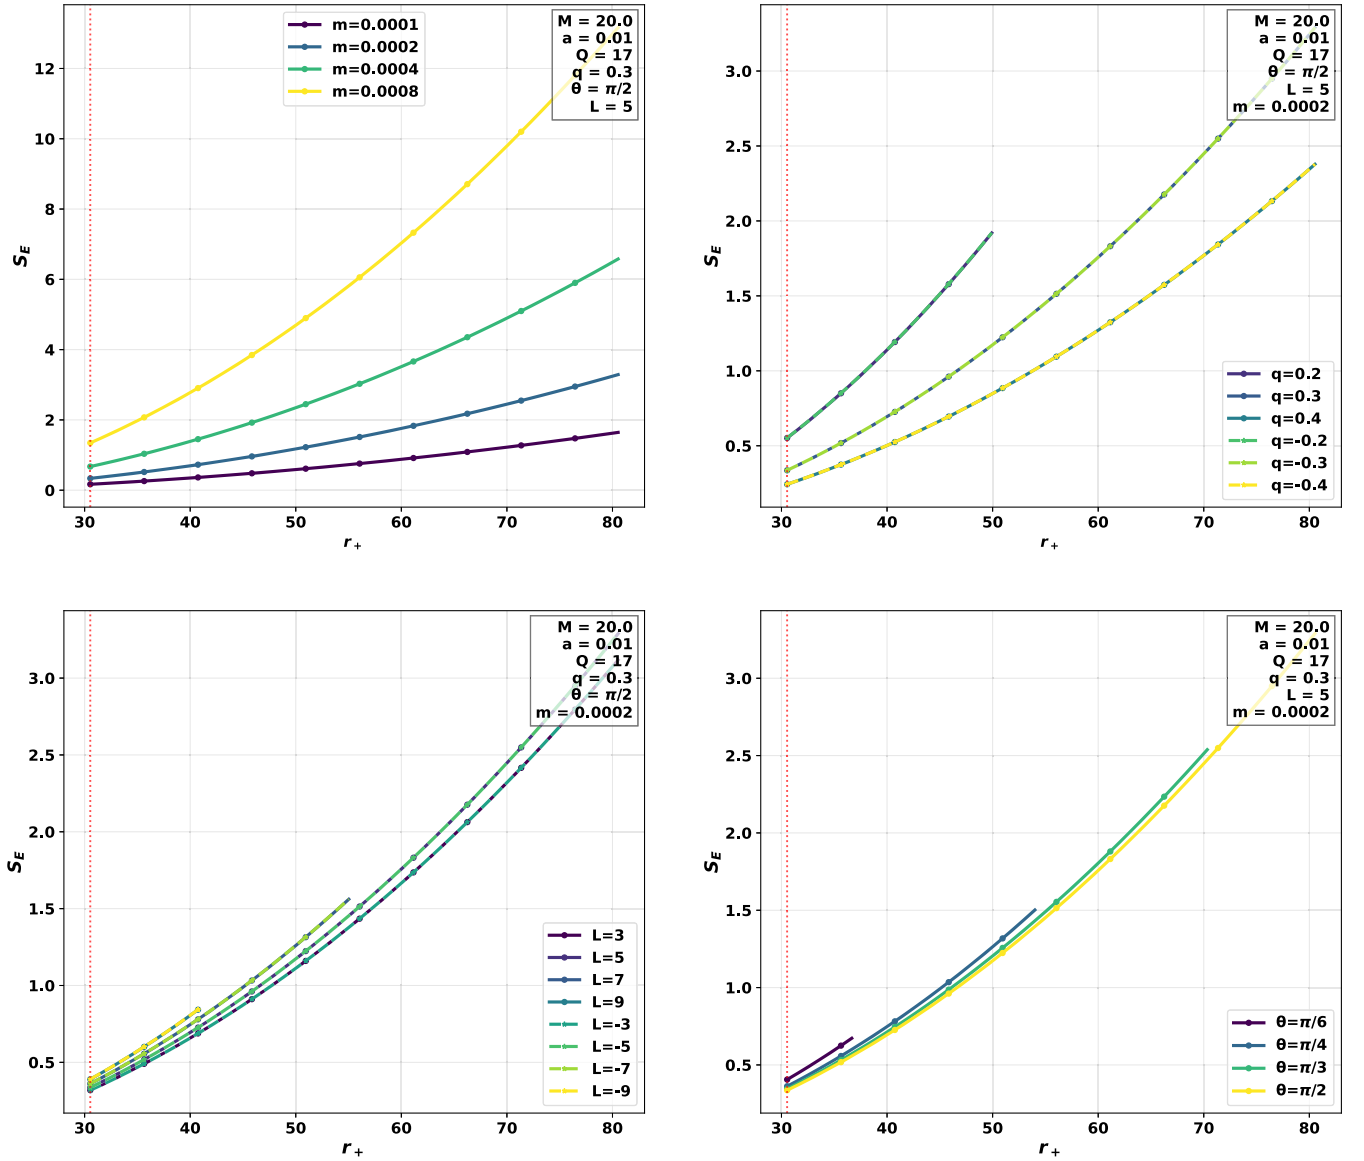 m=0.0001
m=0.0002
m=0.0004
m=0.0008
M = 20.0
a = 0.01
Q = 17
q = 0.3
θ = π/2
L = 5
12
10
8
6
4
2
0
S_E
30 40 50 60 70 80
r_+
M = 20.0
a = 0.01
Q = 17
θ = π/2
L = 5
m = 0.0002
3.0
2.5
2.0
1.5
1.0
0.5
S_E
q=0.2
q=0.3
q=0.4
q=-0.2
q=-0.3
q=-0.4
30 40 50 60 70 80
r_+
M = 20.0
a = 0.01
Q = 17
q = 0.3
θ = π/2
m = 0.0002
3.0
2.5
2.0
1.5
1.0
0.5
S_E
L=3
L=5
L=7
L=9
L=-3
L=-5
L=-7
L=-9
30 40 50 60 70 80
r_+
M = 20.0
a = 0.01
Q = 17
q = 0.3
L = 5
m = 0.0002
3.0
2.5
2.0
1.5
1.0
0.5
S_E
θ=π/6
θ=π/4
θ=π/3
θ=π/2
30 40 50 60 70 80
r_+